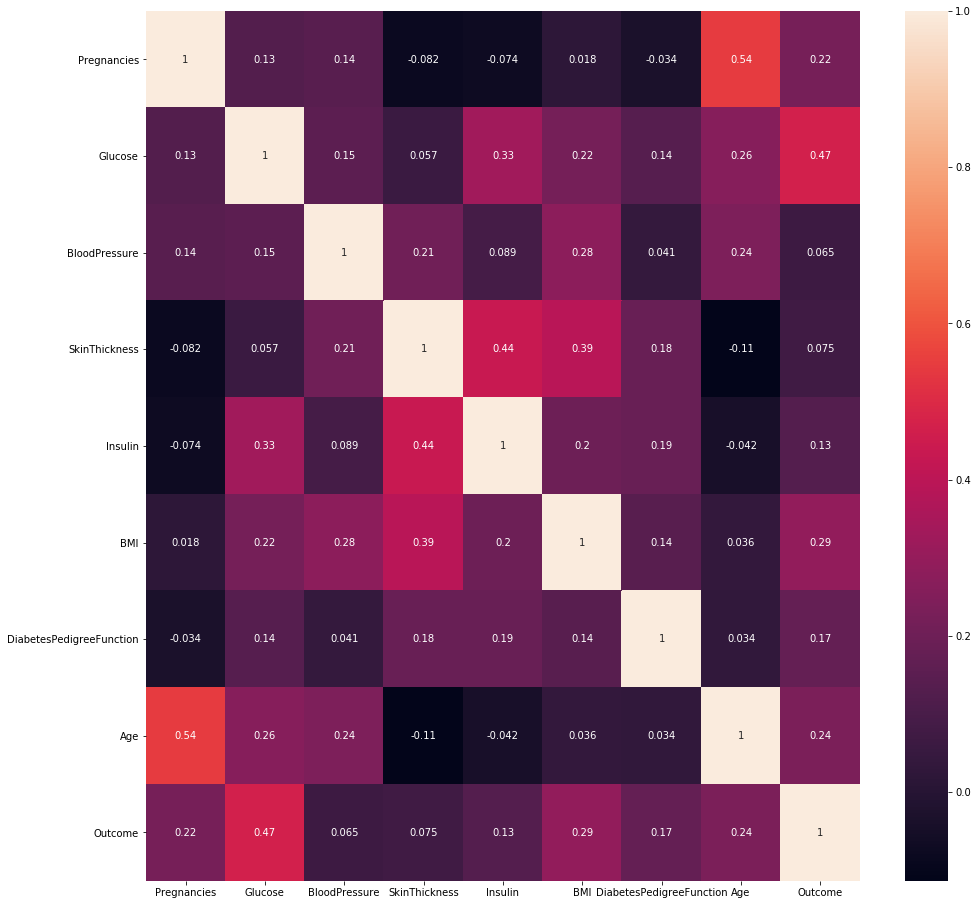 1.0
Pregnancies 1 0.13 0.14 -0.082 -0.074 0.018 -0.034 0.54 0.22
Glucose 0.13 1 0.15 0.057 0.33 0.22 0.14 0.26 0.47
0.8
BloodPressure 0.14 0.15 1 0.21 0.089 0.28 0.041 0.24 0.065
0.6
SkinThickness -0.082 0.057 0.21 1 0.44 0.39 0.18 -0.11 0.075
Insulin -0.074 0.33 0.089 0.44 1 0.2 0.19 -0.042 0.13
0.4
BMI 0.018 0.22 0.28 0.39 0.2 1 0.14 0.036 0.29
DiabetesPedigreeFunction -0.034 0.14 0.041 0.18 0.19 0.14 1 0.034 0.17
0.2
Age 0.54 0.26 0.24 -0.11 -0.042 0.036 0.034 1 0.24
0.0
Outcome 0.22 0.47 0.065 0.075 0.13 0.29 0.17 0.24 1
Pregnancies Glucose BloodPressure SkinThickness Insulin BMI DiabetesPedigreeFunction Age Outcome